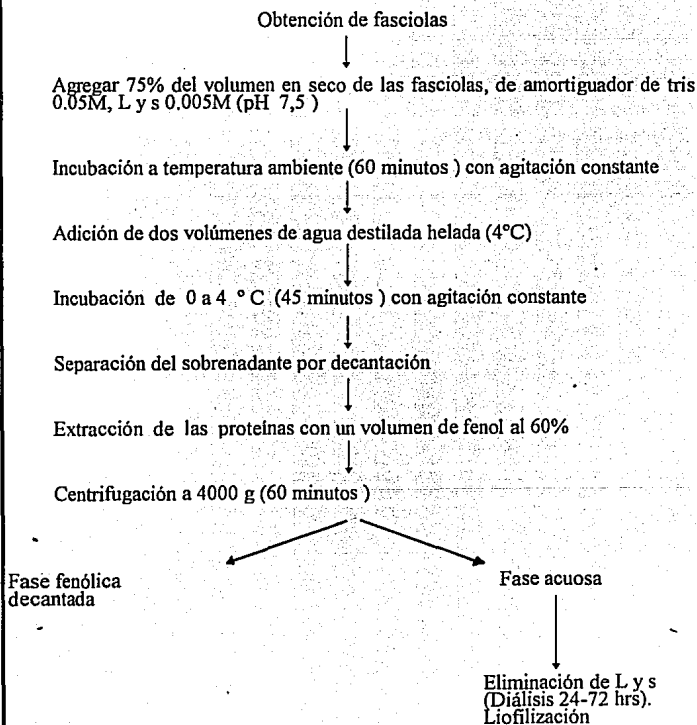 Obtención de fasciolas
Agregar 75% del volumen en seco de las fasciolas, de amortiguador de tris
0.05M, L y s 0.005M (pH 7,5 )
Incubación a temperatura ambiente (60 minutos ) con agitación constante
Adición de dos volúmenes de agua destilada helada (4ºC)
Incubación de 0 a 4 º C (45 minutos ) con agitación constante
Separación del sobrenadante por decantación
Extracción de las proteínas con un volumen de fenol al 60%
Centrifugación a 4000 g (60 minutos )
Fase fenólica
decantada
Fase acuosa
Eliminación de L y s
(Diálisis 24-72 hrs).
Liofilización